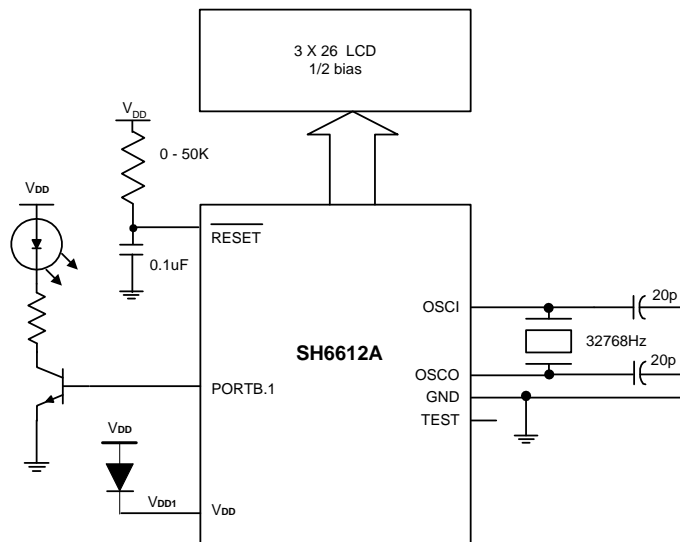 3 X 26 LCD
1/2 bias
VDD
0 - 50K
VDD
RESET
0.1uF
OSCI
20p
32768Hz
SH6612A
20p
OSCO
PORTB.1
GND
TEST
VDD
VDD1
VDD